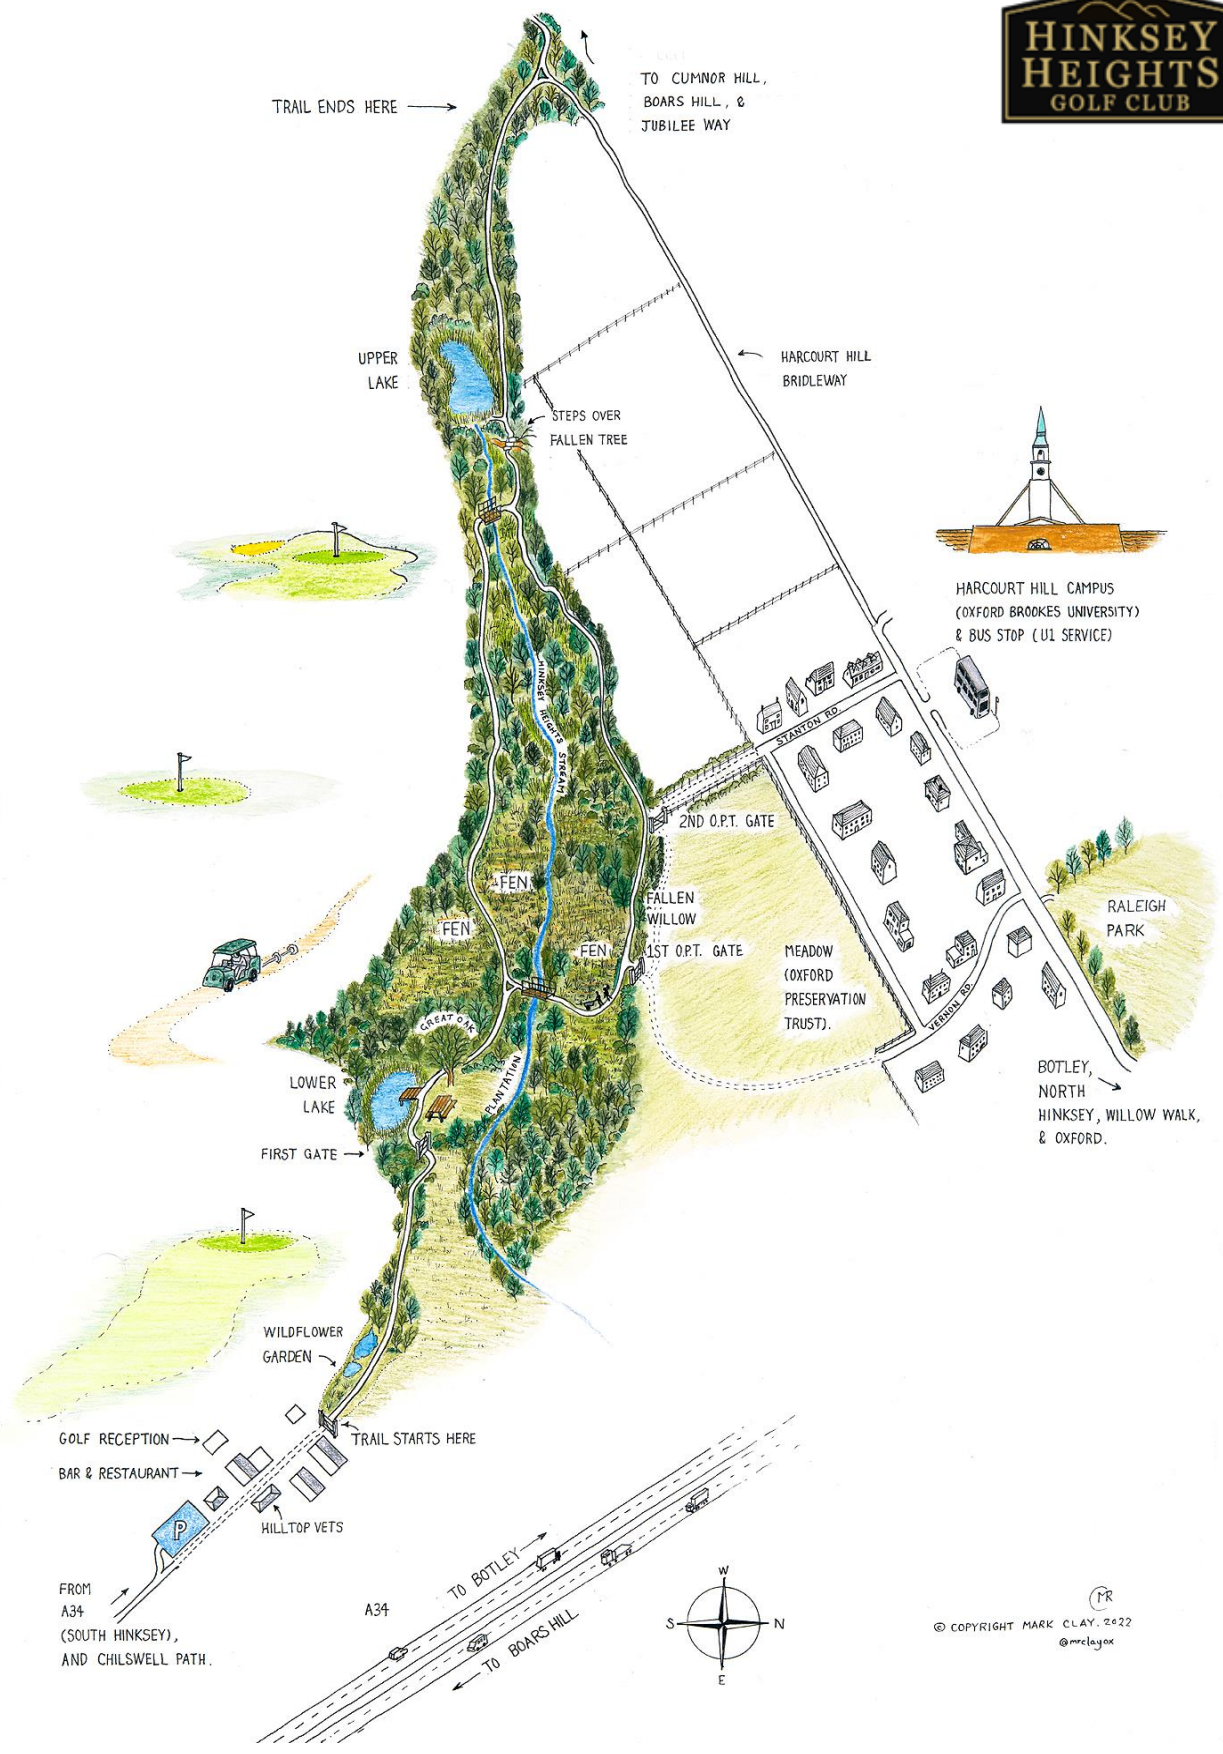 HINKSEY
HEIGHTS
GOLF CLUB
TO CUMNOR HILL,
BOARS HILL, &
JUBILEE WAY
TRAIL ENDS HERE
UPPER
LAKE
HARCOURT HILL
BRIDLEWAY
STEPS OVER
FALLEN TREE
HARCOURT HILL CAMPUS
(OXFORD BROOKES UNIVERSITY)
& BUS STOP (U1 SERVICE)
HINKSEY HEIGHTS STREAM
STANTON RD.
2ND O.P.T. GATE
FEN
FALLEN
WILLOW
FEN
FEN
1ST O.P.T. GATE
MEADOW
(OXFORD
PRESERVATION
TRUST).
RALEIGH
PARK
VERNON RD.
GREAT OAK
PLANTATION
LOWER
LAKE
BOTLEY,
NORTH
HINKSEY, WILLOW WALK,
& OXFORD.
FIRST GATE
WILDFLOWER
GARDEN
TRAIL STARTS HERE
GOLF RECEPTION
BAR & RESTAURANT
P
HILLTOP VETS
FROM
A34
(SOUTH HINKSEY),
AND CHILSWELL PATH.
A34
TO BOTLEY
TO BOARS HILL
W
S
N
E
MR
© COPYRIGHT MARK CLAY. 2022
@mrclayox